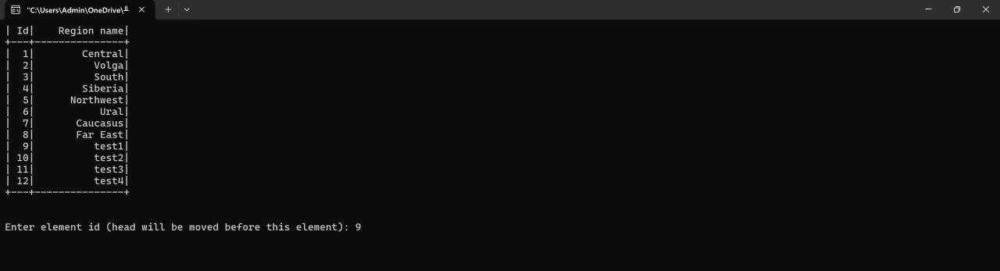 "C:\Users\Admin\OneDrive\
| Id|    Region name|
+---+---------------+
|  1|        Central|
|  2|          Volga|
|  3|          South|
|  4|        Siberia|
|  5|      Northwest|
|  6|           Ural|
|  7|       Caucasus|
|  8|       Far East|
|  9|          test1|
| 10|          test2|
| 11|          test3|
| 12|          test4|
+---+---------------+
Enter element id (head will be moved before this element): 9